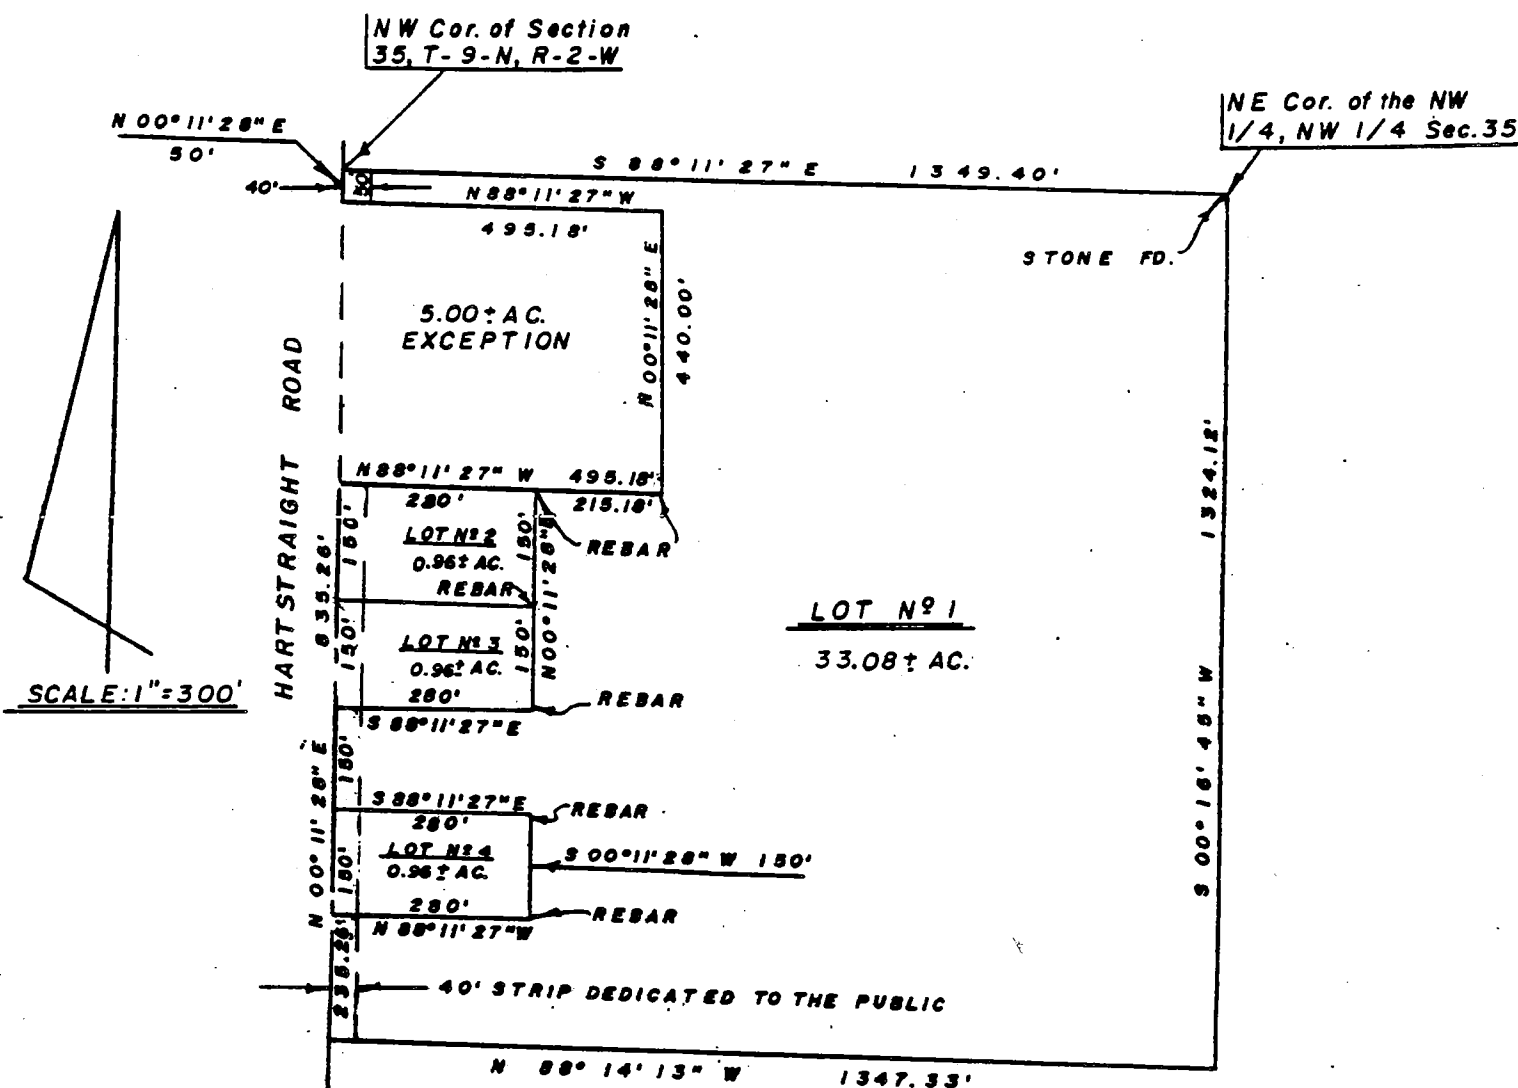 NW Cor. of Section
35, T-9-N, R-2-W
NE Cor. of the NW
1/4, NW 1/4 Sec.35
N 00°11'28" E
50'
S 88°11'27" E 1349.40'
40'
50
N 88°11'27" W
495.18'
STONE FD.
5.00± AC.
EXCEPTION
N 00°11'28" E
440.00'
HARTSTRAIGHT ROAD
N 88°11'27" W 495.18'
280'
215.18'
150'
LOT Nº 2
0.96± AC.
150'
N00°11'28"E
REBAR
REBAR
835.26'
1324.12'
150'
LOT Nº 3
0.96± AC.
150'
280'
REBAR
S 88°11'27" E
LOT Nº 1
33.08± AC.
SCALE: 1"=300'
N 00°11'28" E
150'
S 88°11'27" E
280'
REBAR
LOT Nº 4
0.96± AC.
150'
S 00°11'28" W 150'
280'
REBAR
N 88°11'27" W
S 00°16'45" W
235.26'
40' STRIP DEDICATED TO THE PUBLIC
N 88°14'13" W 1347.33'